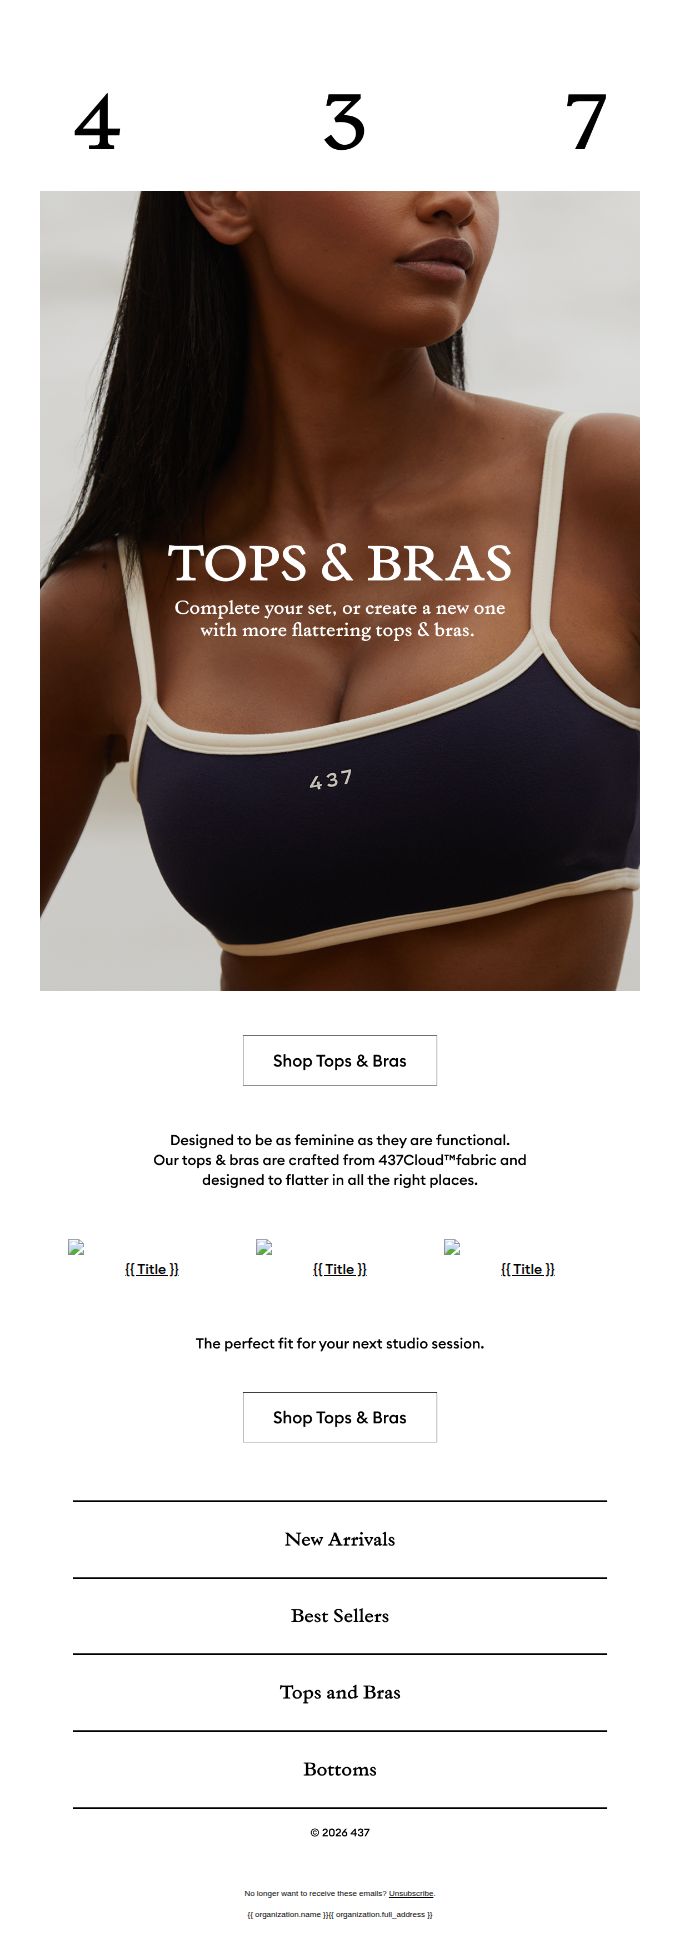 4 3 7
TOPS & BRAS
Complete your set, or create a new one
with more flattering tops & bras.
437
Shop Tops & Bras
Designed to be as feminine as they are functional.
Our tops & bras are crafted from 437Cloud™fabric and
designed to flatter in all the right places.
{{ Title }} {{ Title }} {{ Title }}
The perfect fit for your next studio session.
Shop Tops & Bras
New Arrivals
Best Sellers
Tops and Bras
Bottoms
© 2026 437
No longer want to receive these emails? Unsubscribe.
{{ organization.name }}{{ organization.full_address }}